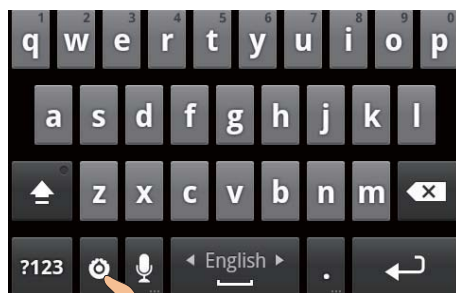 1 2 3 4 5 6 7 8 9 0
q w e r t y u i o p
a s d f g h j k l
z x c v b n m
?123 English .